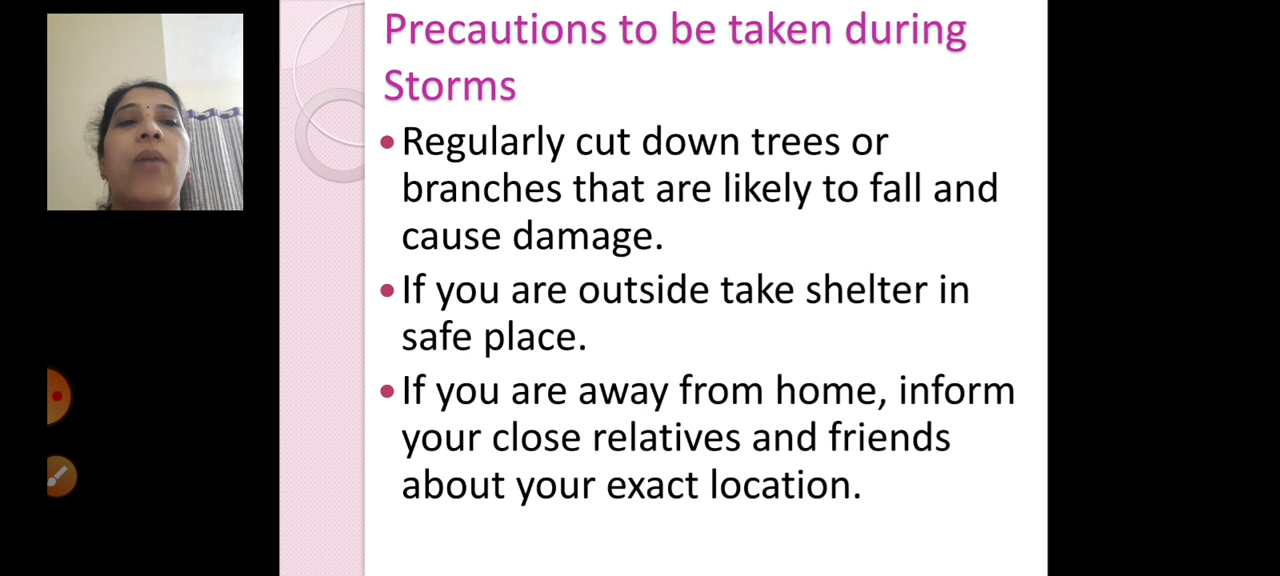 Precautions to be taken during
Storms
Regularly cut down trees or
branches that are likely to fall and
cause damage.
If you are outside take shelter in
safe place.
If you are away from home, inform
your close relatives and friends
about your exact location.